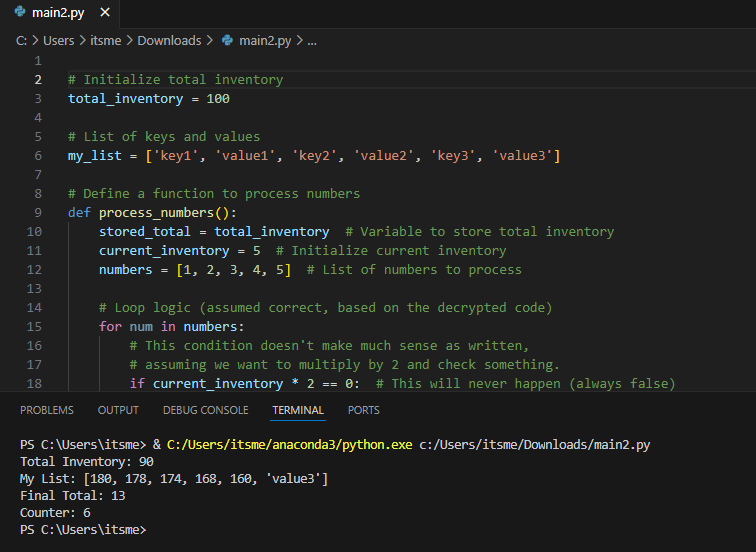 main2.py ×
C: > Users > itsme > Downloads > main2.py > ...
1
2 # Initialize total inventory
3 total_inventory = 100
4
5 # List of keys and values
6 my_list = ['key1', 'value1', 'key2', 'value2', 'key3', 'value3']
7
8 # Define a function to process numbers
9 def process_numbers():
10 stored_total = total_inventory # Variable to store total inventory
11 current_inventory = 5 # Initialize current inventory
12 numbers = [1, 2, 3, 4, 5] # List of numbers to process
13
14 # Loop logic (assumed correct, based on the decrypted code)
15 for num in numbers:
16 # This condition doesn't make much sense as written,
17 # assuming we want to multiply by 2 and check something.
18 if current_inventory * 2 == 0: # This will never happen (always false)
PROBLEMS OUTPUT DEBUG CONSOLE TERMINAL PORTS
PS C:\Users\itsme> & C:/Users/itsme/anaconda3/python.exe c:/Users/itsme/Downloads/main2.py
Total Inventory: 90
My List: [180, 178, 174, 168, 160, 'value3']
Final Total: 13
Counter: 6
PS C:\Users\itsme>